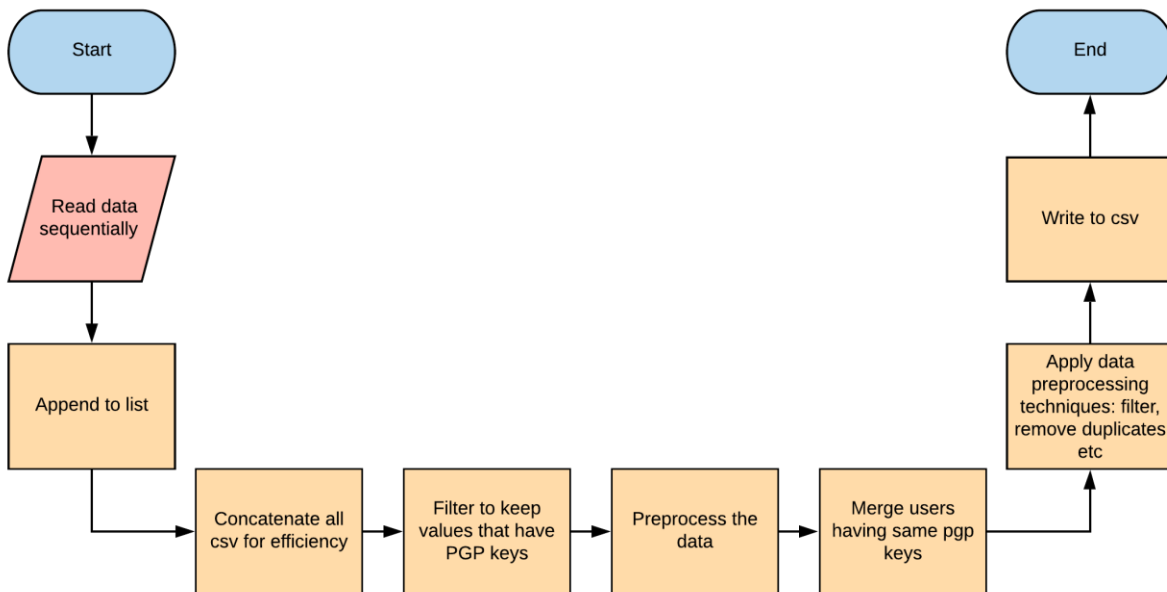 Start
Read data
sequentially
Append to list
Concatenate all
csv for efficiency
Filter to keep
values that have
PGP keys
Preprocess the
data
Merge users
having same pgp
keys
Apply data
preprocessing
techniques: filter,
remove duplicates
etc
Write to csv
End